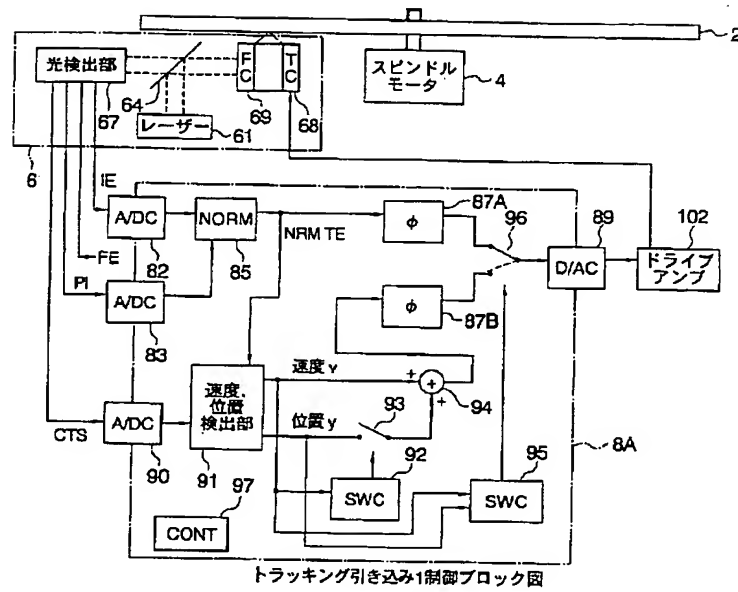 2
光検出部
F
C
T
C
スピンドル
モータ
4
64
67
69
68
レーザー
61
6
IE
A/DC
82
NORM
85
NRM TE
87A
φ
96
89
D/AC
102
ドライブ
アンプ
FE
PI
A/DC
83
φ
87B
速度v
+
+
+
94
速度、
位置
検出部
91
位置y
93
CTS
A/DC
90
92
SWC
95
SWC
8A
97
CONT
トラッキング引き込み1制御ブロック図